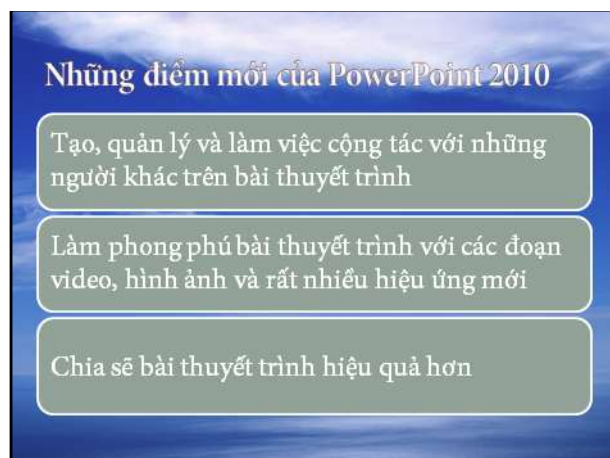 Những điểm mới của PowerPoint 2010
Tạo, quản lý và làm việc cộng tác với những
người khác trên bài thuyết trình
Làm phong phú bài thuyết trình với các đoạn
video, hình ảnh và rất nhiều hiệu ứng mới
Chia sẽ bài thuyết trình hiệu quả hơn